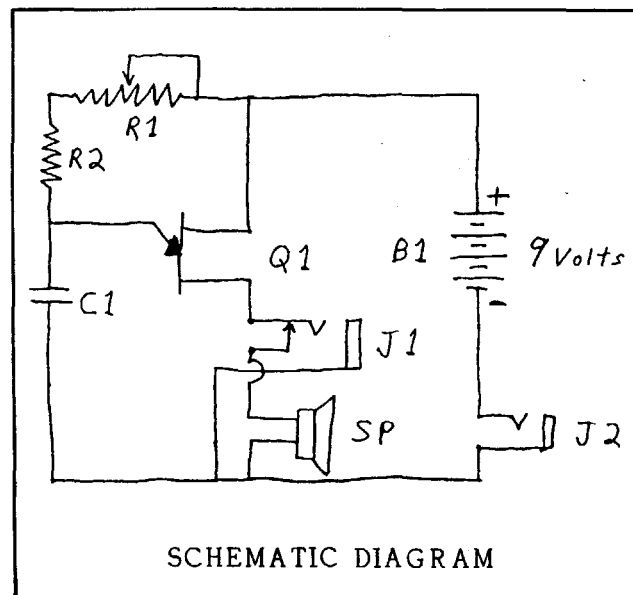 R1
R2
+
Q1
B1
9 Volts
-
C1
J1
SP
J2
SCHEMATIC DIAGRAM